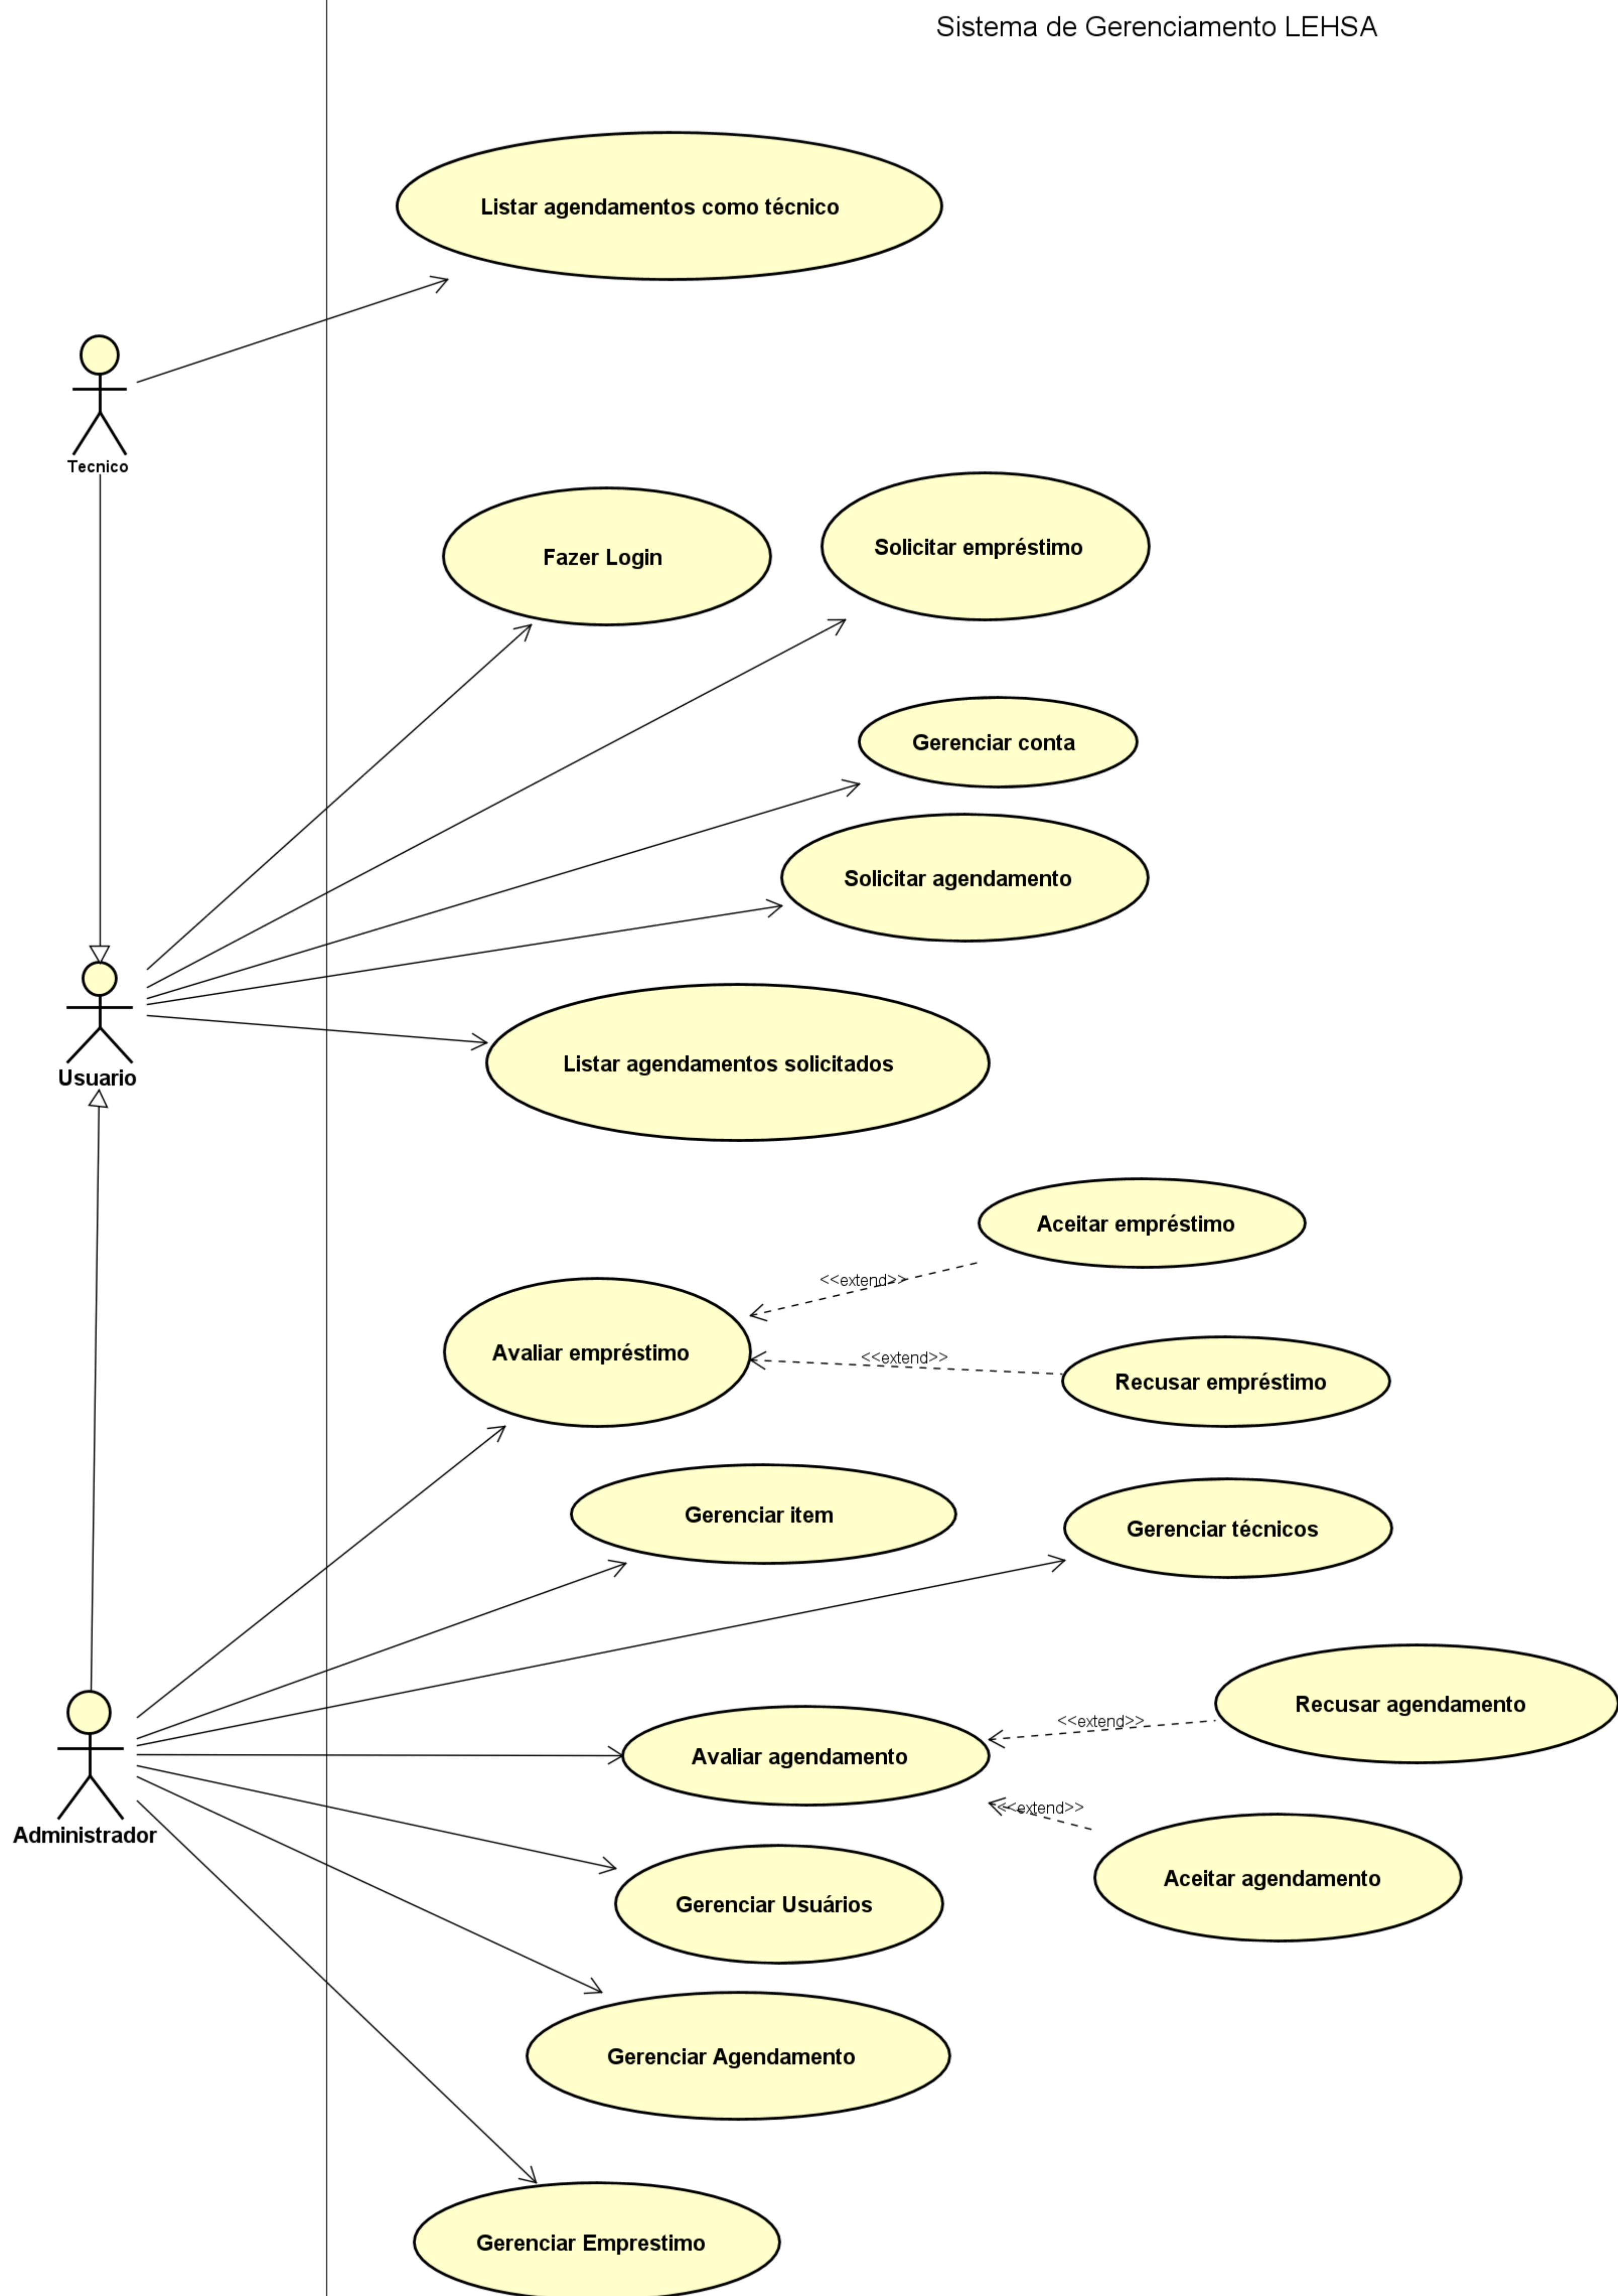 Sistema de Gerenciamento LEHSA
Listar agendamentos como técnico
Tecnico
Fazer Login
Solicitar empréstimo
Gerenciar conta
Solicitar agendamento
Usuario
Listar agendamentos solicitados
Aceitar empréstimo
<<extend>>
Avaliar empréstimo
<<extend>>
Recusar empréstimo
Gerenciar item
Gerenciar técnicos
Recusar agendamento
<<extend>>
Avaliar agendamento
<<extend>>
Administrador
Aceitar agendamento
Gerenciar Usuários
Gerenciar Agendamento
Gerenciar Emprestimo